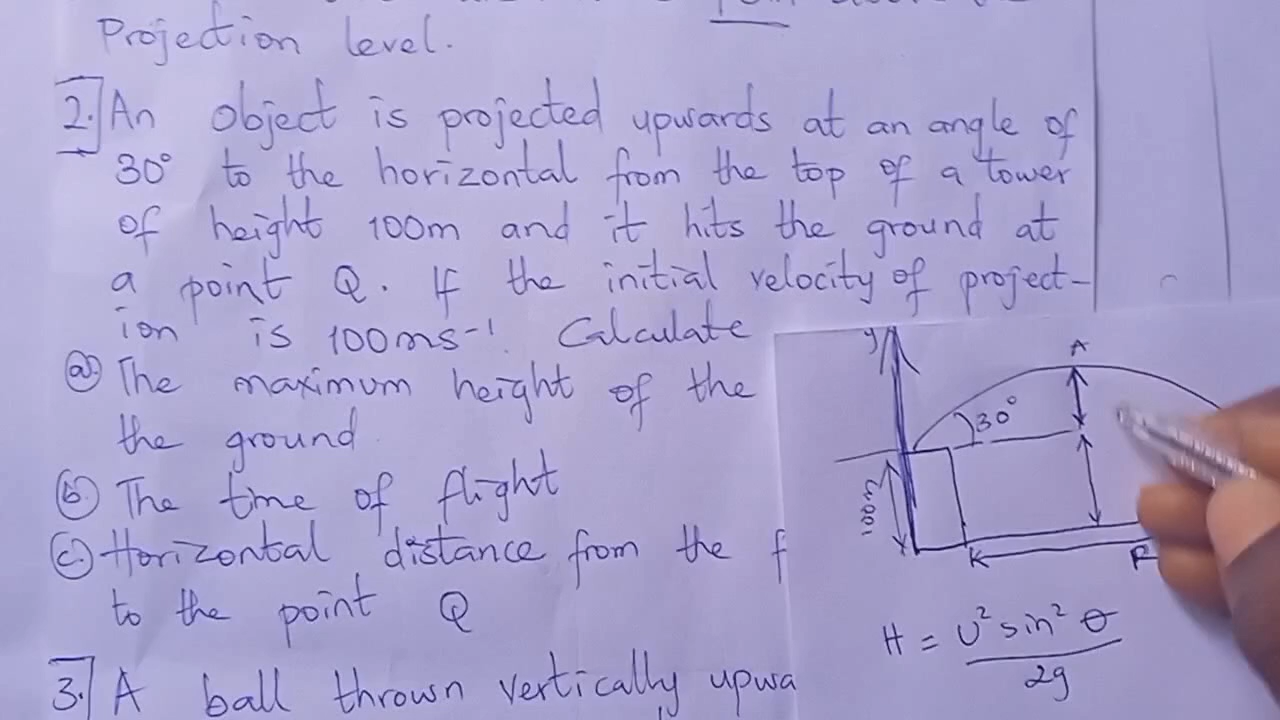 Projection level.
2. An object is projected upwards at an angle of
30° to the horizontal from the top of a tower
of height 100m and it hits the ground at
a point Q. If the initial velocity of project-
ion is 100ms⁻¹. Calculate
(a) The maximum height of the
the ground
(b) The time of flight
(c) Horizontal distance from the f
to the point Q
3. A ball thrown vertically upwa
y
A
30°
100m
K
R
H = U² sin² θ
2g